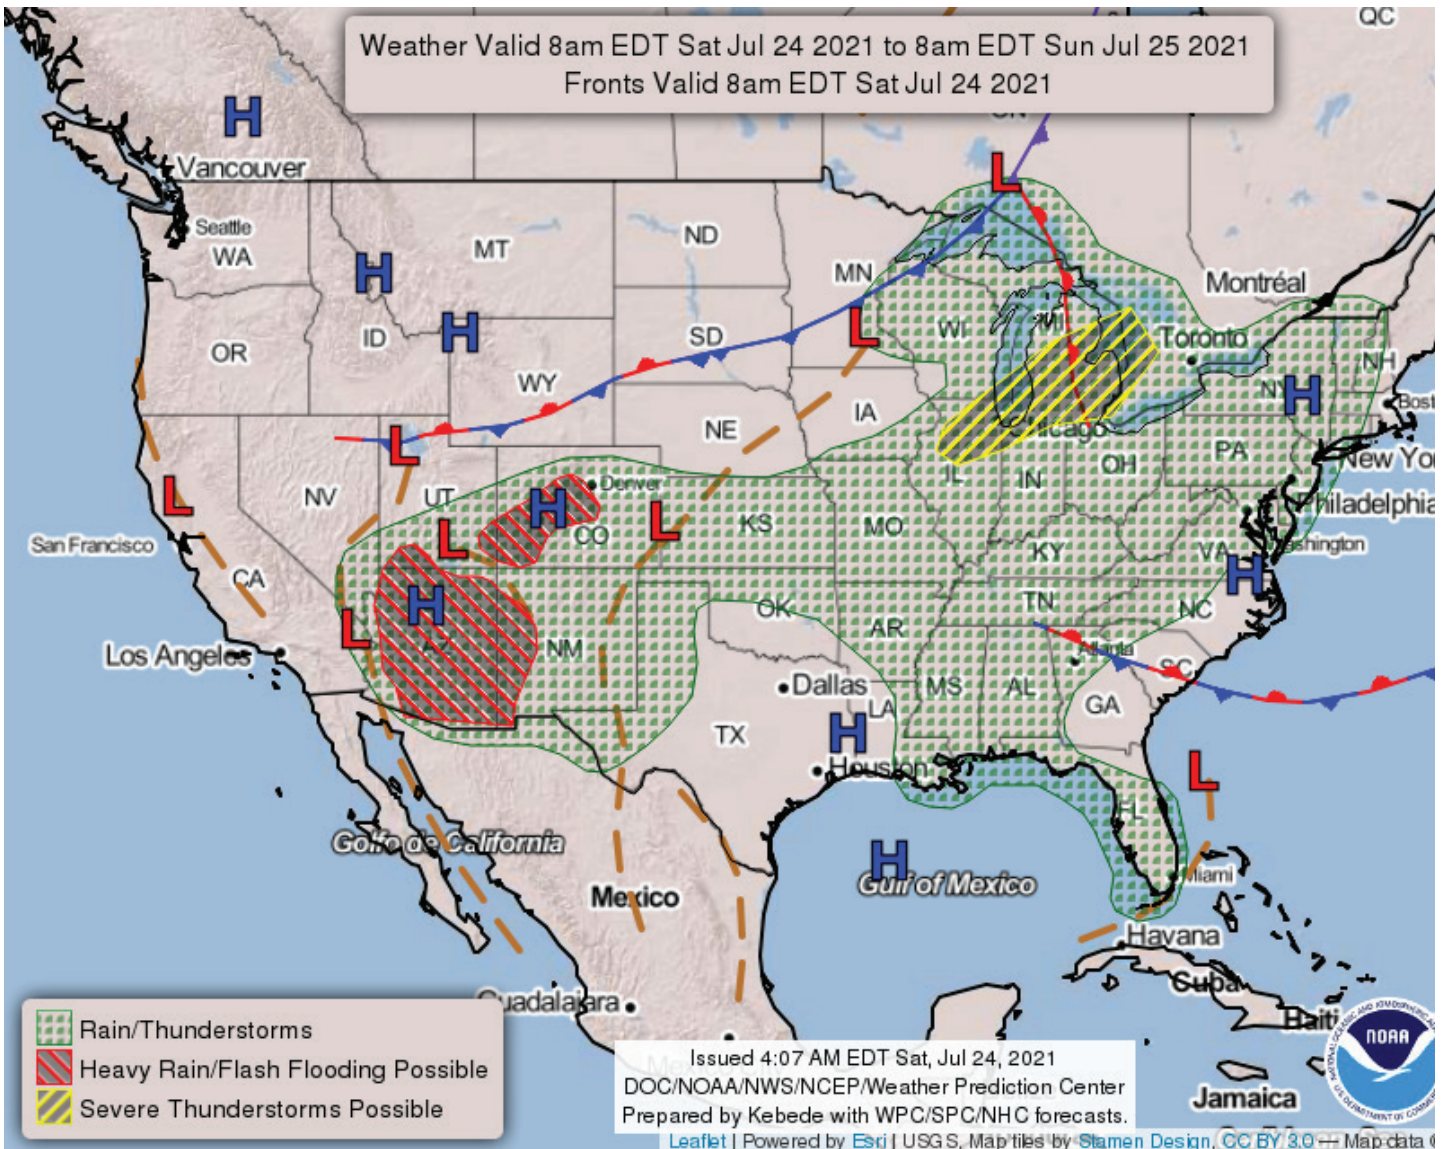 QC
Weather Valid 8am EDT Sat Jul 24 2021 to 8am EDT Sun Jul 25 2021
Fronts Valid 8am EDT Sat Jul 24 2021
H
Vancouver
L
Seattle
WA
MT
ND
MN
H
Montréal
OR
ID
H
WY
SD
L
WI
MI
Toronto
NH
NY
H
IA
NE
Chicago
PA
New Yo
L
NV
UT
L
Denver
H
CO
L
KS
MO
IL
IN
OH
Philadelphia
San Francisco
CA
L
KY
VA
H
H
AZ
NM
OK
AR
TN
NC
Los Angeles
L
Atlanta
SC
Dallas
LA
MS
AL
GA
TX
H
Houston
L
FL
Golfo de California
Mexico
H
Gulf of Mexico
Miami
Havana
Cuba
Guadalajara
Haiti
NOAA
Jamaica
Rain/Thunderstorms
Heavy Rain/Flash Flooding Possible
Severe Thunderstorms Possible
Issued 4:07 AM EDT Sat, Jul 24, 2021
DOC/NOAA/NWS/NCEP/Weather Prediction Center
Prepared by Kebede with WPC/SPC/NHC forecasts.
Leaflet | Powered by Esri | USGS, Map tiles by Stamen Design, CC BY 3.0 — Map data ©